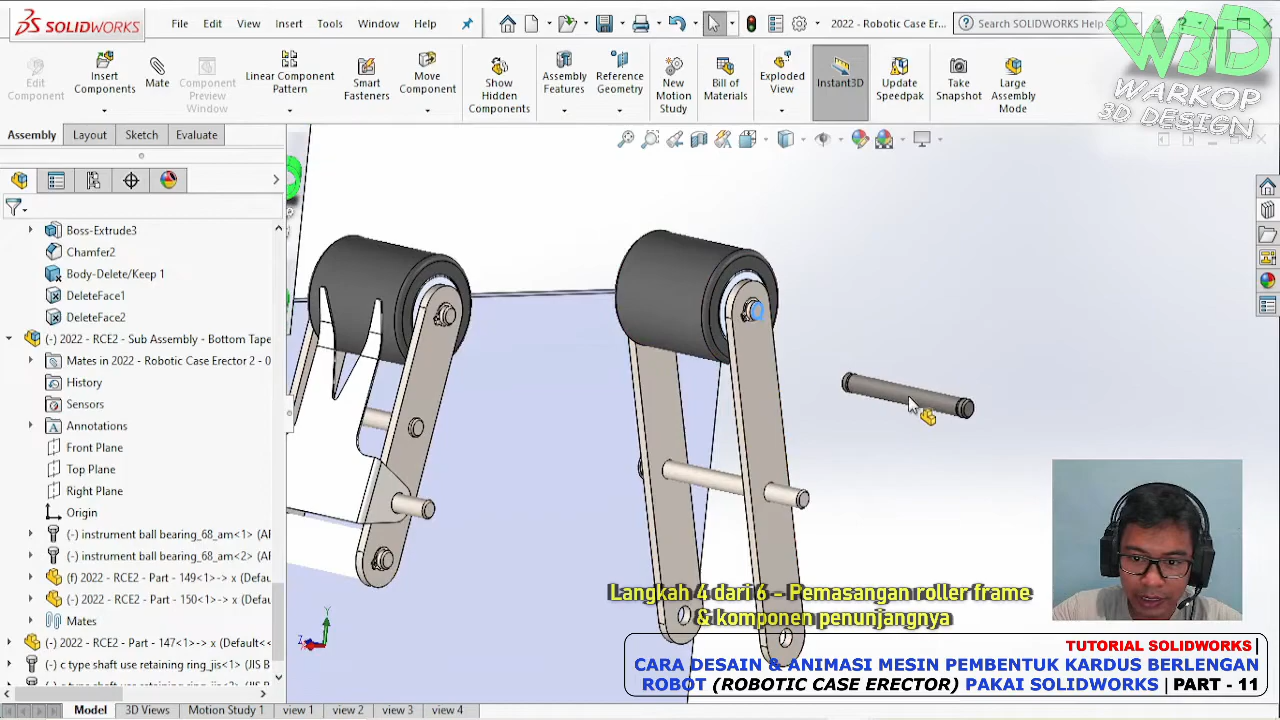 SOLIDWORKS
File
Edit
View
Insert
Tools
Window
Help
2022 - Robotic Case Er...
Search SOLIDWORKS Help
W3D
WARKOP
3D DESIGN
Edit
Component
Insert
Components
Mate
Component
Preview
Window
Linear Component
Pattern
Smart
Fasteners
Move
Component
Show
Hidden
Components
Assembly
Features
Reference
Geometry
New
Motion
Study
Bill of
Materials
Exploded
View
Instant3D
Update
Speedpak
Take
Snapshot
Large
Assembly
Mode
Assembly
Layout
Sketch
Evaluate
Boss-Extrude3
Chamfer2
Body-Delete/Keep 1
DeleteFace1
DeleteFace2
(-) 2022 - RCE2 - Sub Assembly - Bottom Tape
Mates in 2022 - Robotic Case Erector 2 - 0
History
Sensors
Annotations
Front Plane
Top Plane
Right Plane
Origin
(-) instrument ball bearing_68_am<1> (AF
(-) instrument ball bearing_68_am<2> (AF
(f) 2022 - RCE2 - Part - 149<1>-> x (Defau
(-) 2022 - RCE2 - Part - 150<1>-> x (Defau
Mates
(-) 2022 - RCE2 - Part - 147<1>-> (Default<<
(-) c type shaft use retaining ring_jis<1> (JIS B
Y
Z
Langkah 4 dari 6 - Pemasangan roller frame
& komponen penunjangnya
TUTORIAL SOLIDWORKS |
CARA DESAIN & ANIMASI MESIN PEMBENTUK KARDUS BERLENGAN
ROBOT (ROBOTIC CASE ERECTOR) PAKAI SOLIDWORKS | PART - 11
Model
3D Views
Motion Study 1
view 1
view 2
view 3
view 4